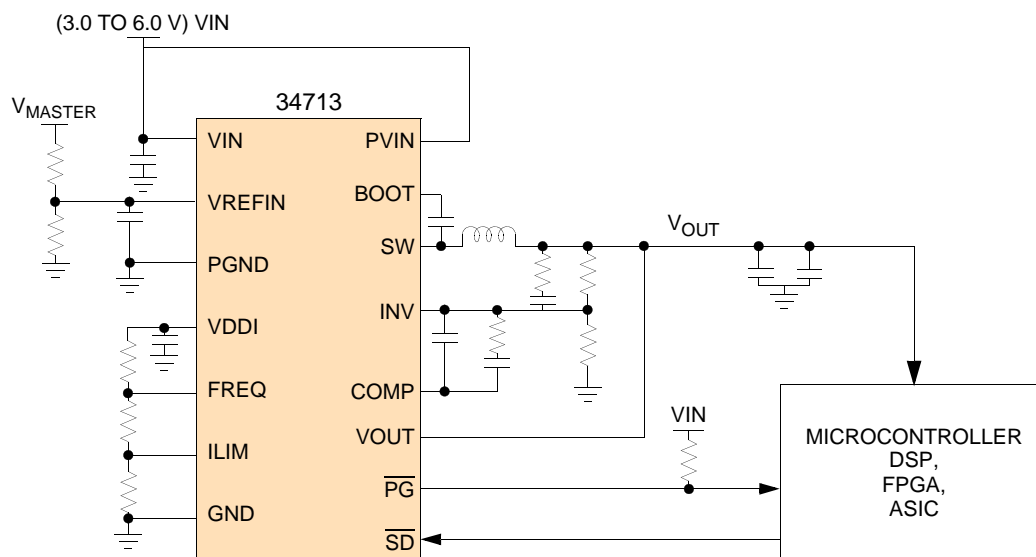 (3.0 TO 6.0 V) VIN
34713
VMASTER
VIN
PVIN
BOOT
VREFIN
SW
VOUT
PGND
INV
VDDI
FREQ
COMP
VIN
VOUT
ILIM
PG
GND
SD
MICROCONTROLLER
DSP,
FPGA,
ASIC